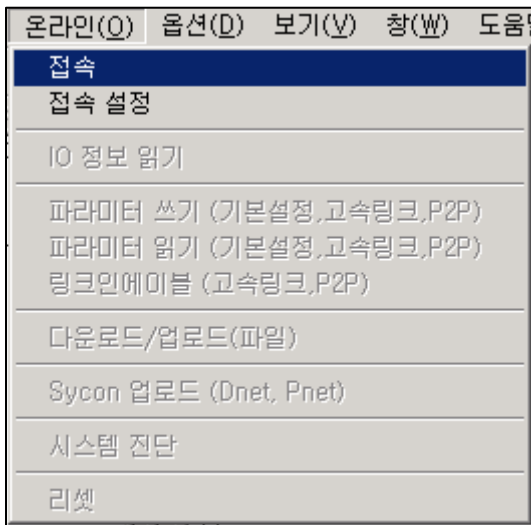 온라인(O) 옵션(D) 보기(V) 창(W) 도움
접속
접속 설정
IO 정보 읽기
파라미터 쓰기 (기본설정,고속링크,P2P)
파라미터 읽기 (기본설정,고속링크,P2P)
링크인에이블 (고속링크,P2P)
다운로드/업로드(파일)
Sycon 업로드 (Dnet, Pnet)
시스템 진단
리셋